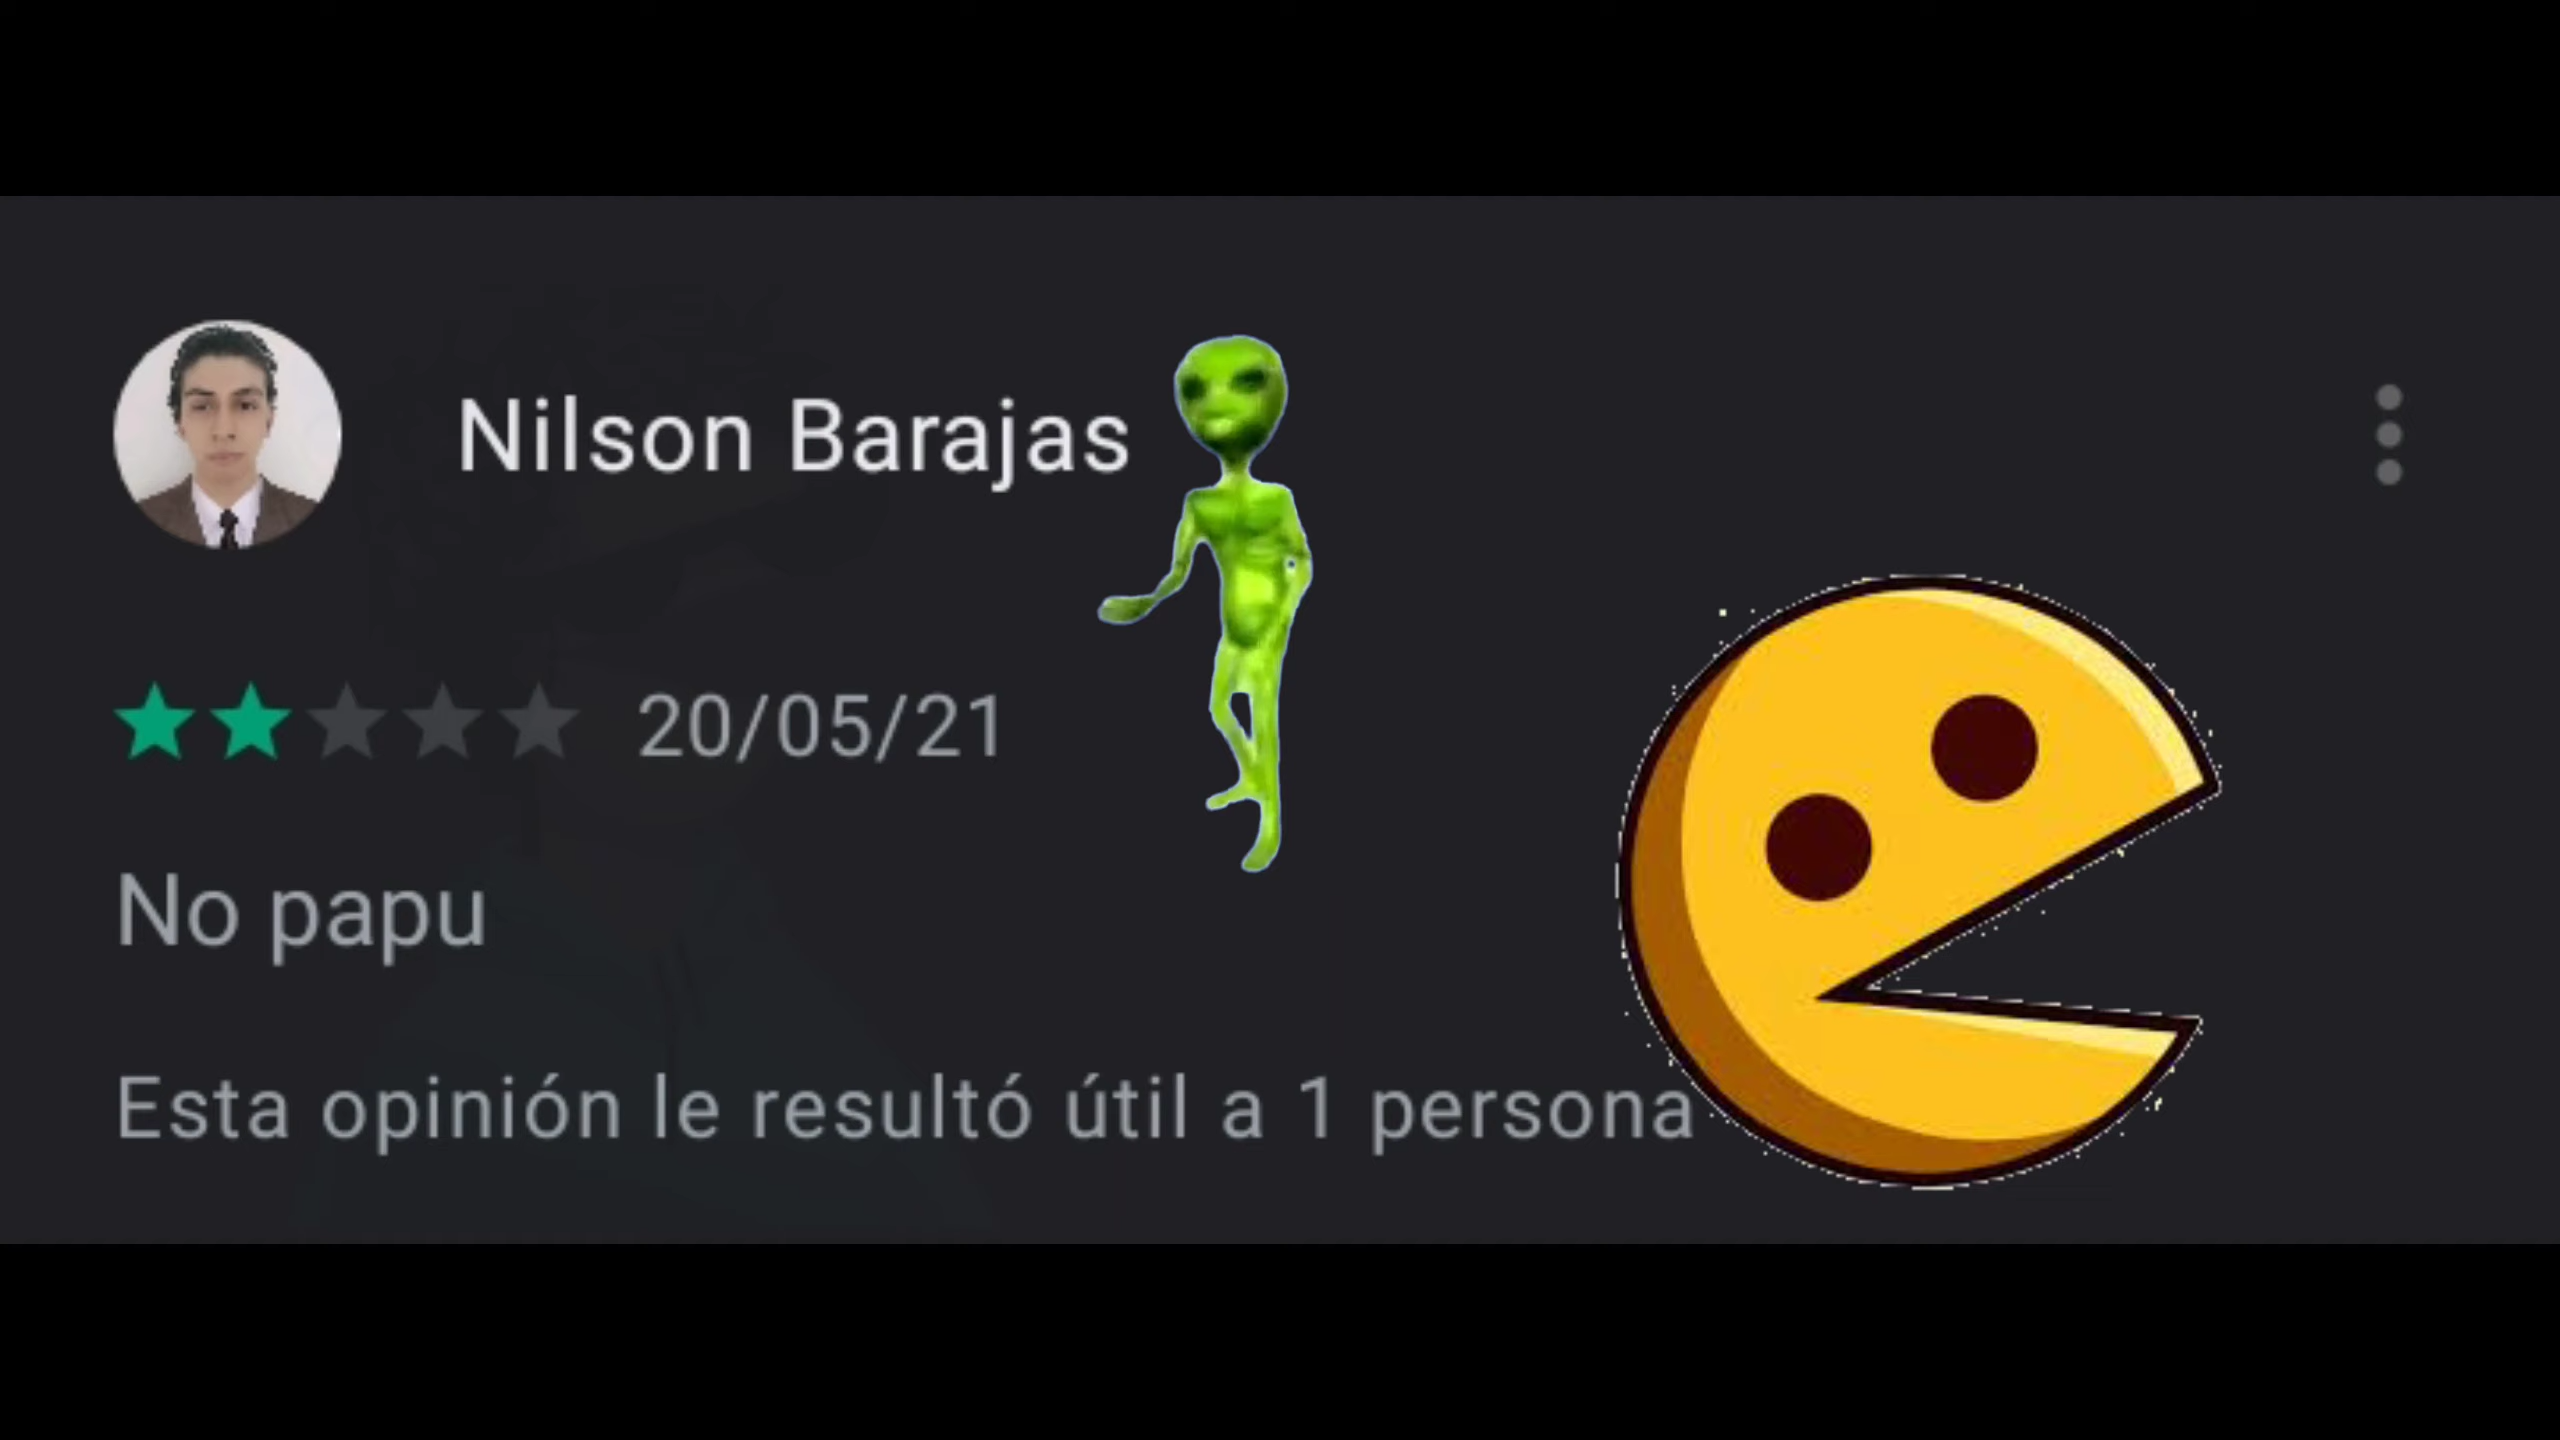 Nilson Barajas
20/05/21
No papu
Esta opinión le resultó útil a 1 persona